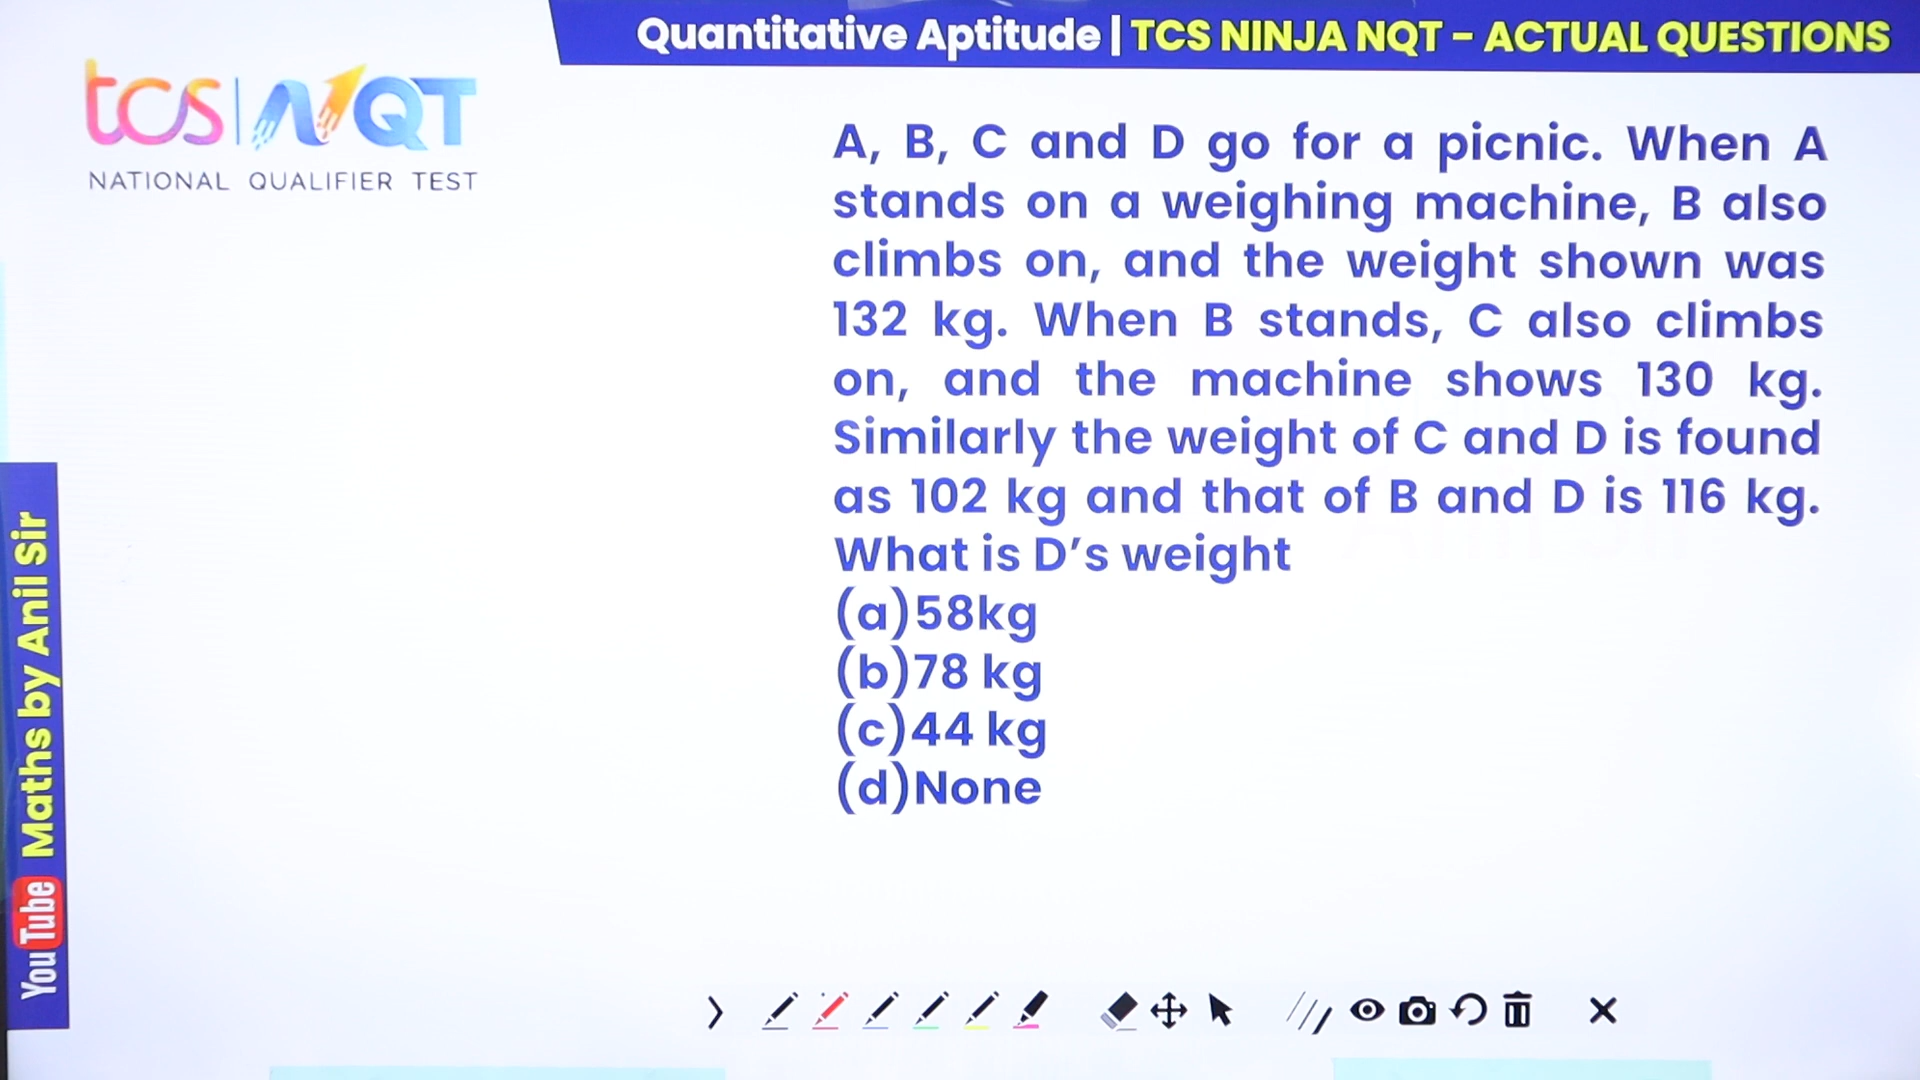 Quantitative Aptitude | TCS NINJA NQT - ACTUAL QUESTIONS
tcs | NQT
NATIONAL QUALIFIER TEST
A, B, C and D go for a picnic. When A
stands on a weighing machine, B also
climbs on, and the weight shown was
132 kg. When B stands, C also climbs
on, and the machine shows 130 kg.
Similarly the weight of C and D is found
as 102 kg and that of B and D is 116 kg.
What is D’s weight
(a)58kg
(b)78 kg
(c)44 kg
(d)None
YouTube Maths by Anil Sir